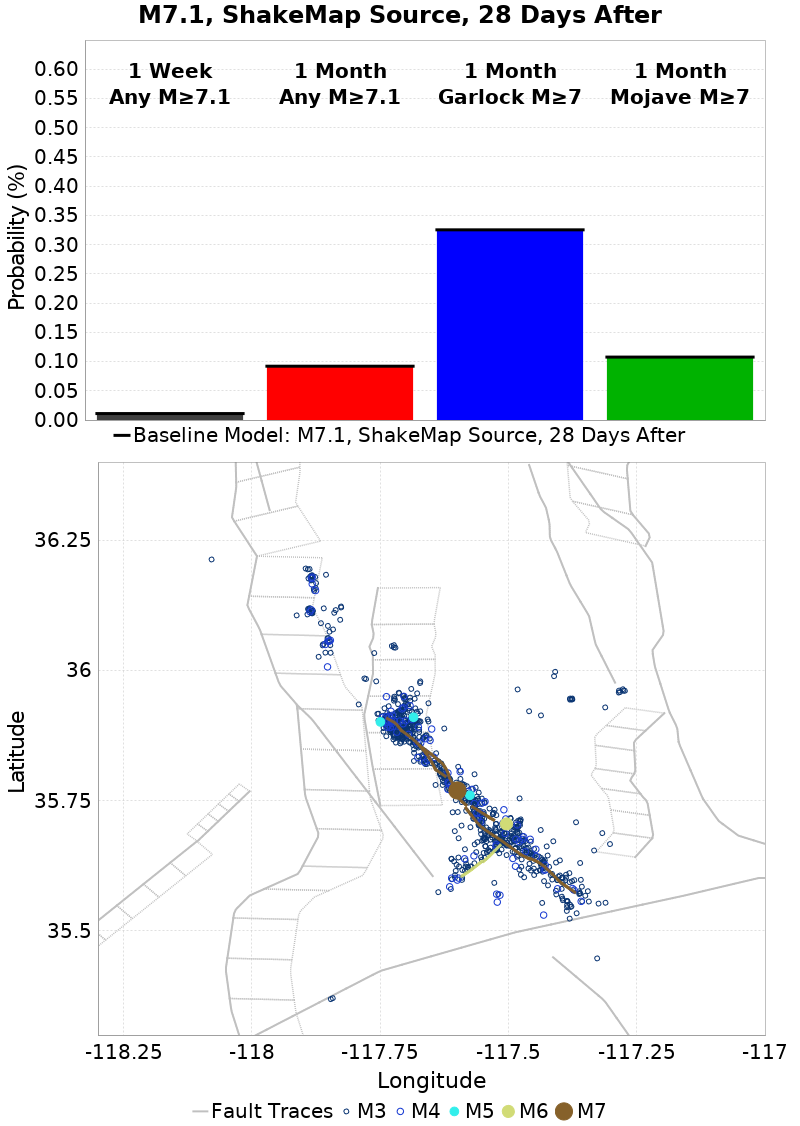 M7.1, ShakeMap Source, 28 Days After
Probability (%)
0.60
0.55
0.50
0.45
0.40
0.35
0.30
0.25
0.20
0.15
0.10
0.05
0.00
1 Week
Any M≥7.1
1 Month
Any M≥7.1
1 Month
Garlock M≥7
1 Month
Mojave M≥7
Baseline Model: M7.1, ShakeMap Source, 28 Days After
Latitude
36.25
36
35.75
35.5
-118.25 -118 -117.75 -117.5 -117.25 -117
Longitude
Fault Traces M3 M4 M5 M6 M7